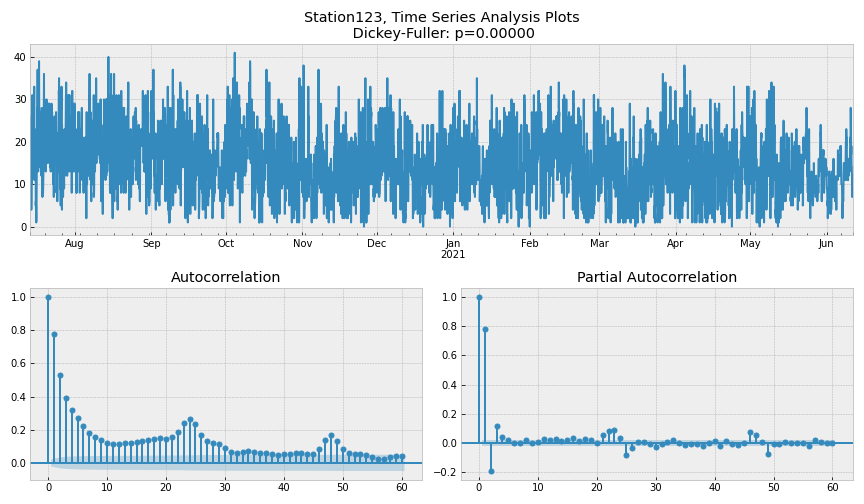 Station123, Time Series Analysis Plots
Dickey-Fuller: p=0.00000
40
30
20
10
0
Aug Sep Oct Nov Dec Jan Feb Mar Apr May Jun
2021
Autocorrelation Partial Autocorrelation
1.0 1.0
0.8 0.8
0.6 0.6
0.4 0.4
0.2 0.2
0.0 0.0
−0.2
0 10 20 30 40 50 60 0 10 20 30 40 50 60